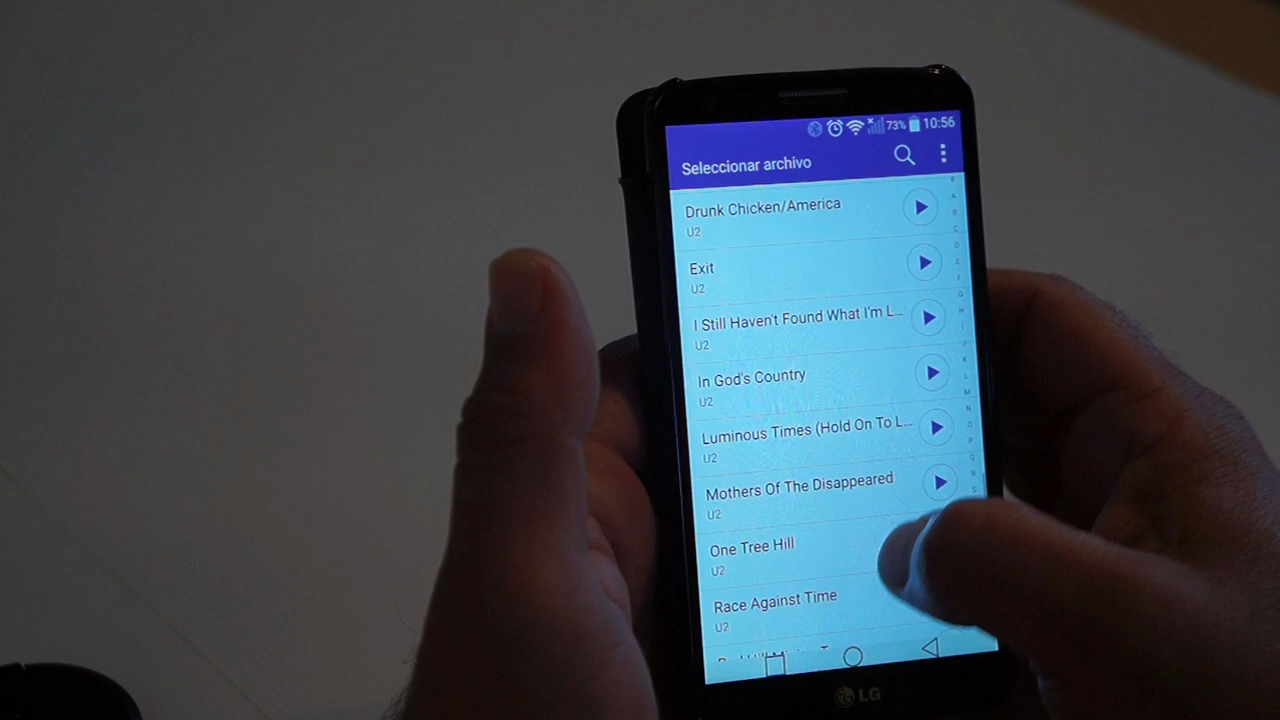 73% 10:56
Seleccionar archivo
Drunk Chicken/America
U2
Exit
U2
I Still Haven't Found What I'm L...
U2
In God's Country
U2
Luminous Times (Hold On To L...
U2
Mothers Of The Disappeared
U2
One Tree Hill
U2
Race Against Time
U2
LG